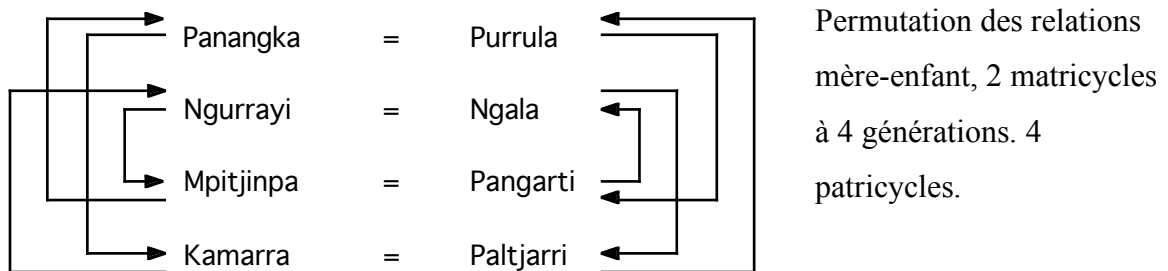 Panangka = Purrula
Ngurrayi = Ngala
Mpitjinpa = Pangarti
Kamarra = Paltjarri
Permutation des relations
mère-enfant, 2 matricycles
à 4 générations. 4
patricycles.